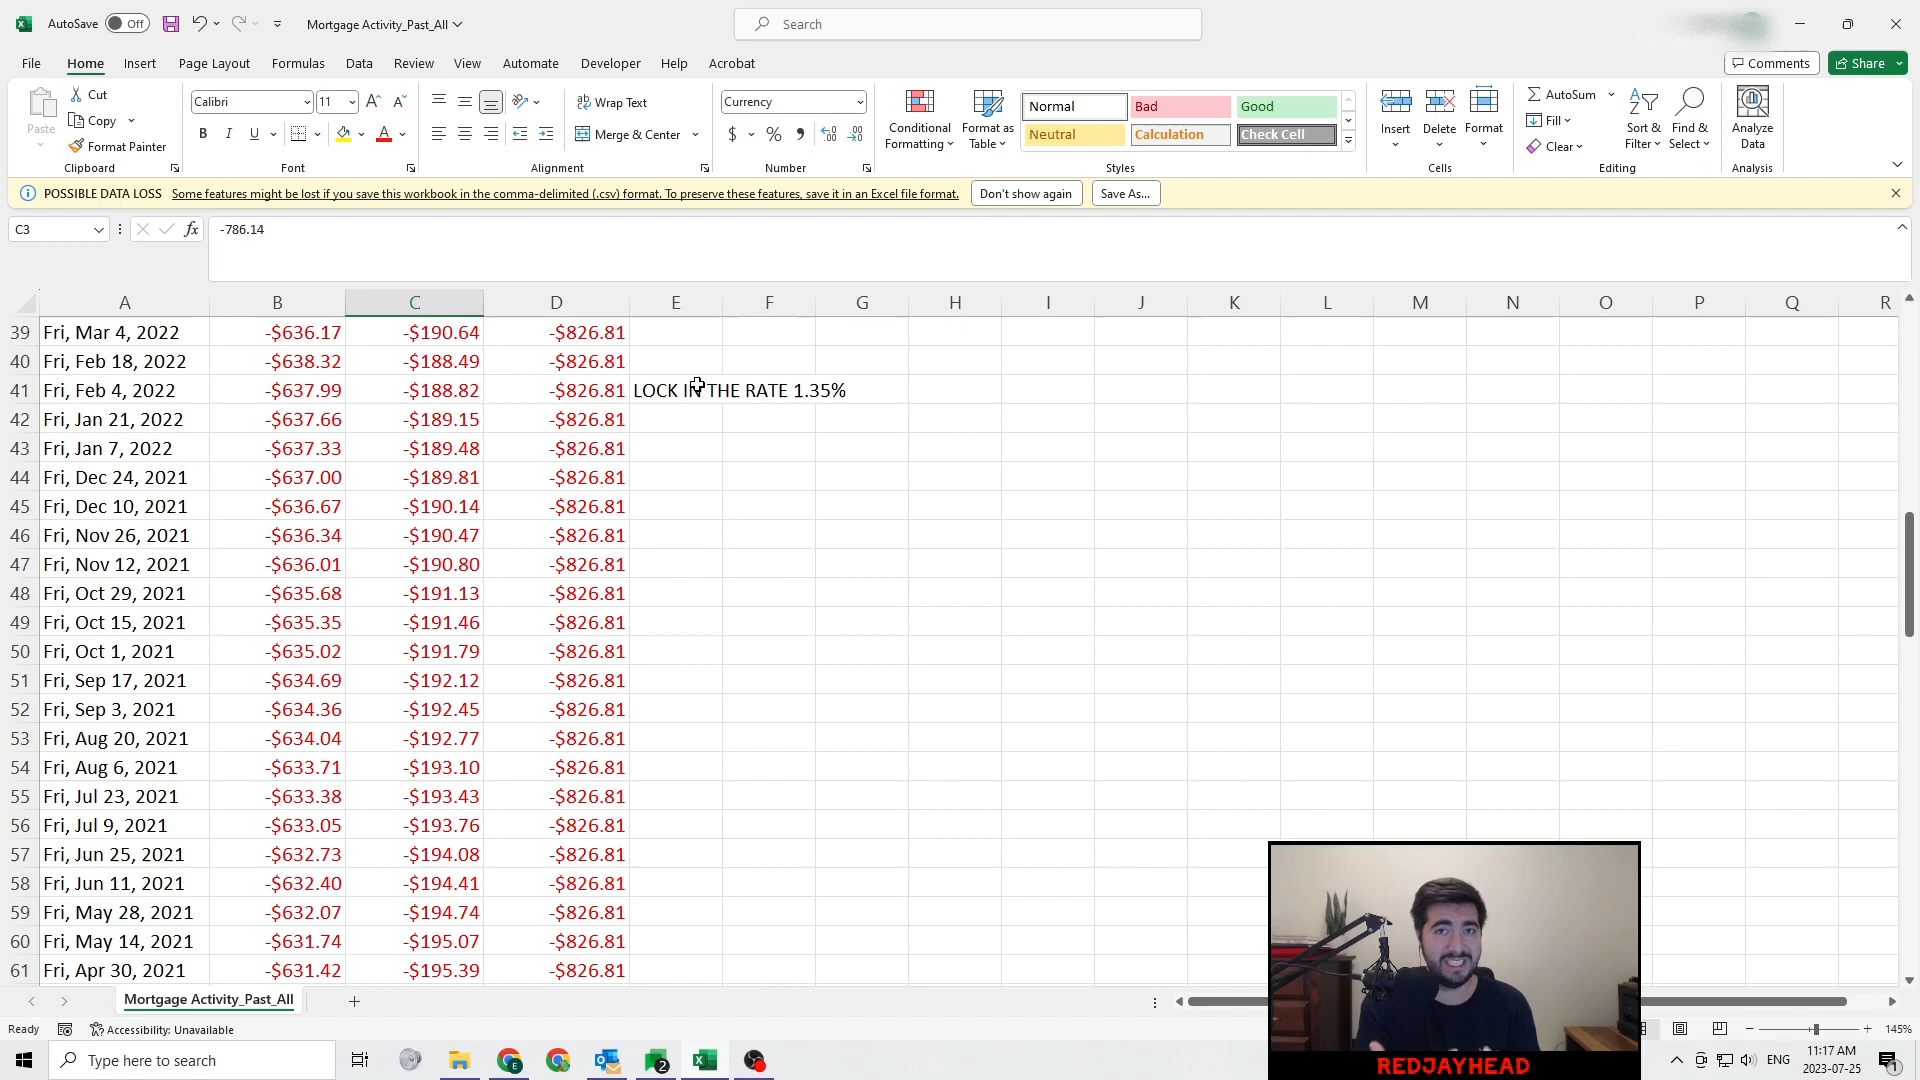 AutoSave Off Mortgage Activity_Past_All Search
File Home Insert Page Layout Formulas Data Review View Automate Developer Help Acrobat Comments Share
Paste Cut Copy Format Painter Clipboard
Calibri 11 B I U A Font
Wrap Text Merge & Center Alignment
Currency $ % , Number
Conditional Formatting Format as Table
Normal Bad Good
Neutral Calculation Check Cell
Styles
Insert Delete Format Cells
AutoSum Fill Clear Sort & Filter Find & Select Editing
Analyze Data Analysis
POSSIBLE DATA LOSS Some features might be lost if you save this workbook in the comma-delimited (.csv) format. To preserve these features, save it in an Excel file format. Don't show again Save As...
C3 fx -786.14
A B C D E F G H I J K L M N O P Q R
39 Fri, Mar 4, 2022 -$636.17 -$190.64 -$826.81
40 Fri, Feb 18, 2022 -$638.32 -$188.49 -$826.81
41 Fri, Feb 4, 2022 -$637.99 -$188.82 -$826.81 LOCK IN THE RATE 1.35%
42 Fri, Jan 21, 2022 -$637.66 -$189.15 -$826.81
43 Fri, Jan 7, 2022 -$637.33 -$189.48 -$826.81
44 Fri, Dec 24, 2021 -$637.00 -$189.81 -$826.81
45 Fri, Dec 10, 2021 -$636.67 -$190.14 -$826.81
46 Fri, Nov 26, 2021 -$636.34 -$190.47 -$826.81
47 Fri, Nov 12, 2021 -$636.01 -$190.80 -$826.81
48 Fri, Oct 29, 2021 -$635.68 -$191.13 -$826.81
49 Fri, Oct 15, 2021 -$635.35 -$191.46 -$826.81
50 Fri, Oct 1, 2021 -$635.02 -$191.79 -$826.81
51 Fri, Sep 17, 2021 -$634.69 -$192.12 -$826.81
52 Fri, Sep 3, 2021 -$634.36 -$192.45 -$826.81
53 Fri, Aug 20, 2021 -$634.04 -$192.77 -$826.81
54 Fri, Aug 6, 2021 -$633.71 -$193.10 -$826.81
55 Fri, Jul 23, 2021 -$633.38 -$193.43 -$826.81
56 Fri, Jul 9, 2021 -$633.05 -$193.76 -$826.81
57 Fri, Jun 25, 2021 -$632.73 -$194.08 -$826.81
58 Fri, Jun 11, 2021 -$632.40 -$194.41 -$826.81
59 Fri, May 28, 2021 -$632.07 -$194.74 -$826.81
60 Fri, May 14, 2021 -$631.74 -$195.07 -$826.81
61 Fri, Apr 30, 2021 -$631.42 -$195.39 -$826.81
Mortgage Activity_Past_All
Ready Accessibility: Unavailable 145%
REDJAYHEAD
Type here to search 2 ENG 11:17 AM 2023-07-25 1